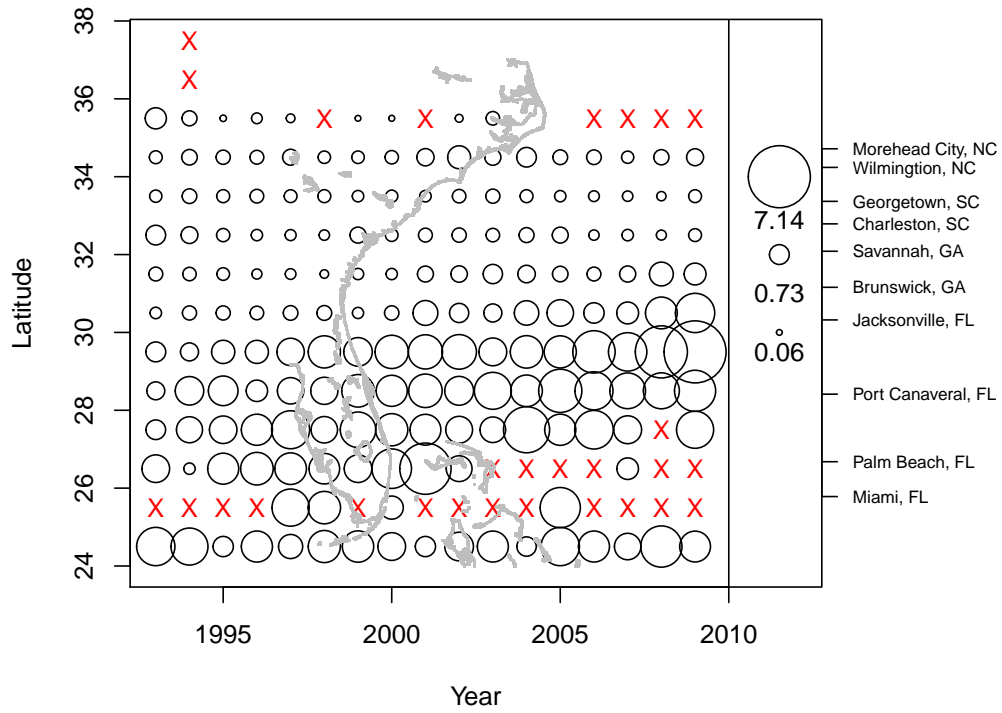 38
36
34
32
30
28
26
24
Latitude
1995
2000
2005
2010
Year
7.14
0.73
0.06
Morehead City, NC
Wilmington, NC
Georgetown, SC
Charleston, SC
Savannah, GA
Brunswick, GA
Jacksonville, FL
Port Canaveral, FL
Palm Beach, FL
Miami, FL